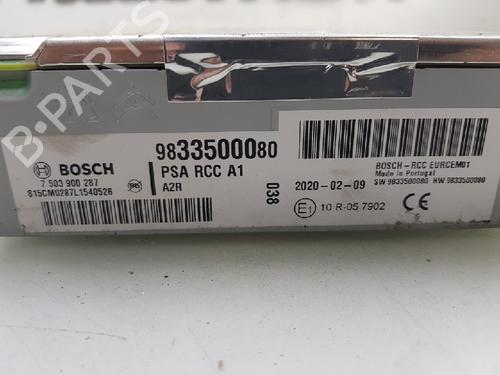 B-PARTS
BOSCH
7 503 900 287
815CM0287L1540526
9833500080
PSA RCC A1
A2R
038
BOSCH-RCC EURCEM01
Made in Portugal
2020-02-09
SW 9833500080 HW 9833500080
E1 10 R-05 7902
CE